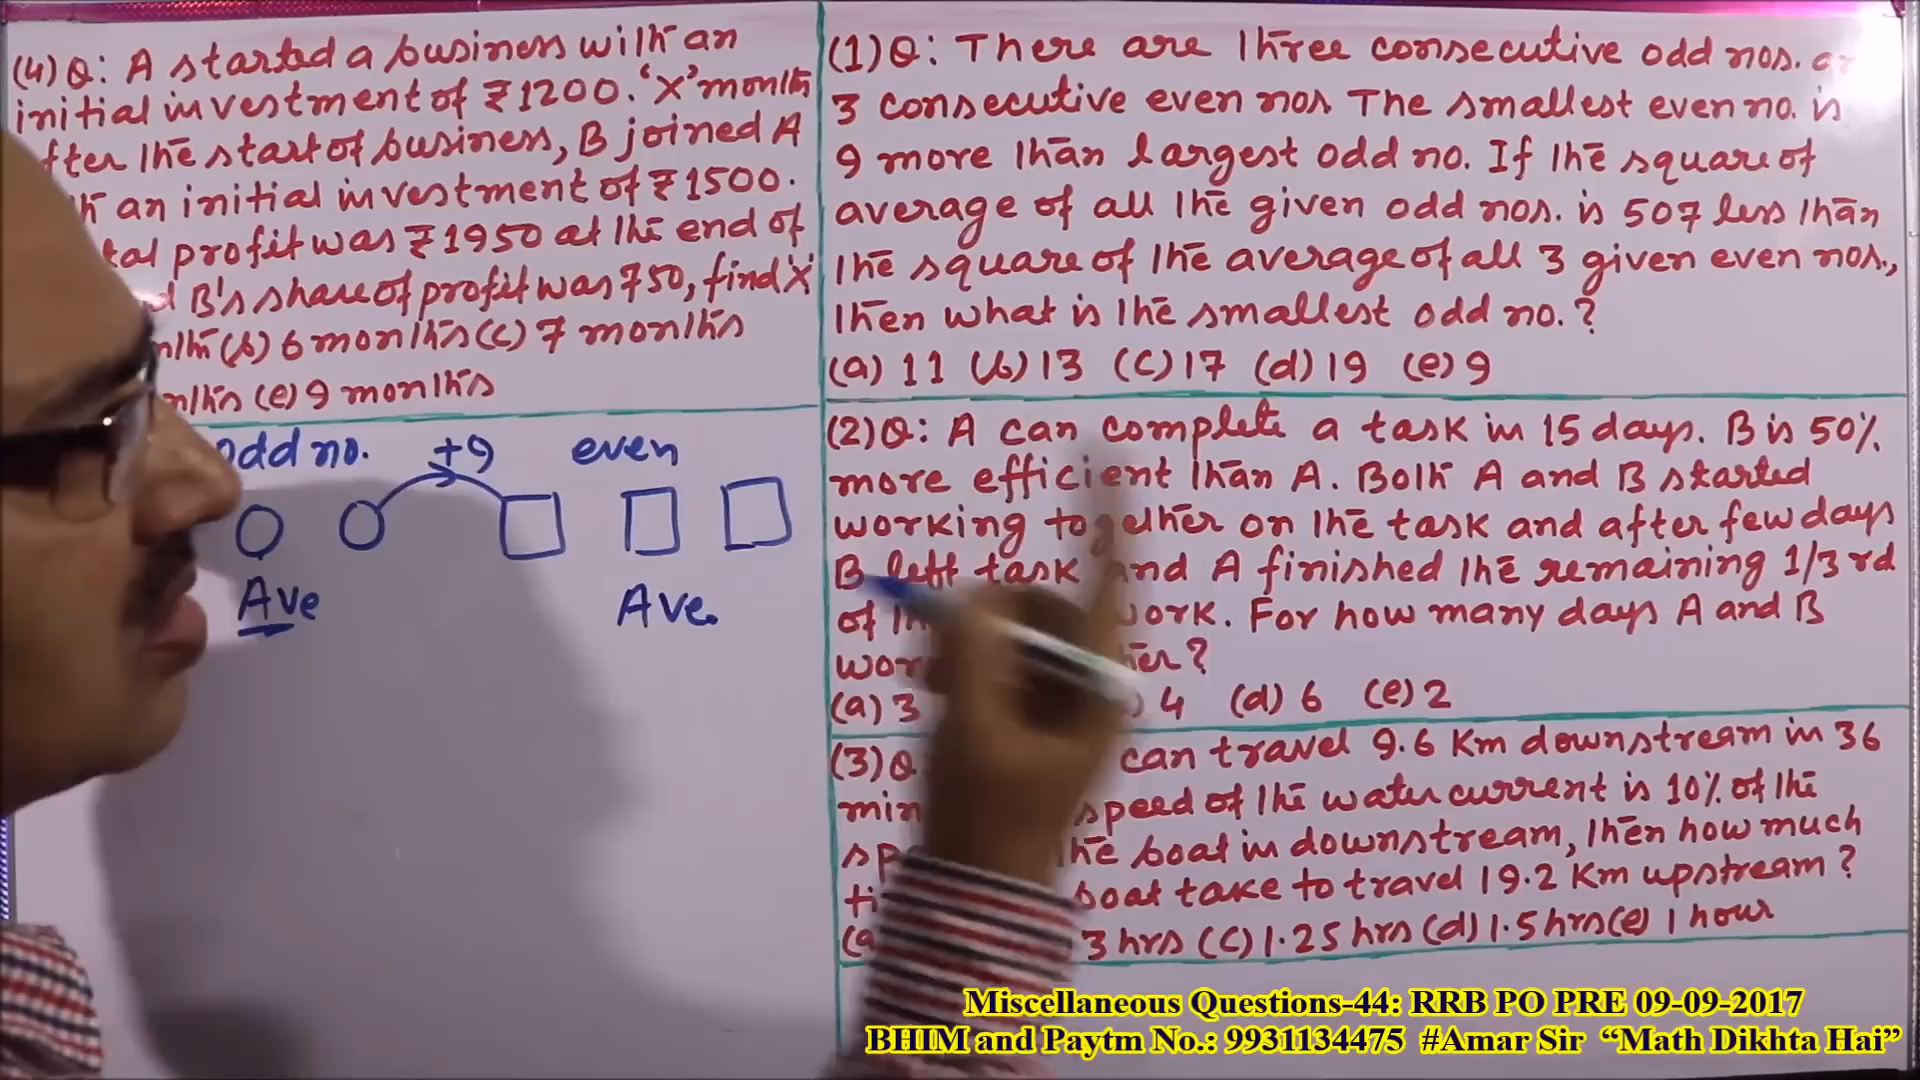 (4)Q: A started a business with an
initial investment of ₹1200. 'X' month
fter the start of business, B joined A
an initial investment of ₹1500.
tal profit was ₹1950 at the end of
B's share of profit was 750, find 'X'
(b) 6 months (c) 7 months
(e) 9 months
odd no. +9 even
Ave Ave.
(1)Q: There are three consecutive odd nos.
3 consecutive even nos. The smallest even no. is
9 more than largest odd no. If the square of
average of all the given odd nos. is 507 less than
the square of the average of all 3 given even nos.,
then what is the smallest odd no.?
(a) 11 (b) 13 (c) 17 (d) 19 (e) 9
(2)Q: A can complete a task in 15 days. B is 50%
more efficient than A. Both A and B started
working together on the task and after few days
B left task and A finished the remaining 1/3 rd
of work. For how many days A and B
?
(a) 3 4 (d) 6 (e) 2
(3)Q can travel 9.6 Km downstream in 36
min speed of the water current is 10% of the
the boat in downstream, then how much
boat take to travel 19.2 Km upstream?
(a 3 hrs (c) 1.25 hrs (d) 1.5 hrs (e) 1 hour
Miscellaneous Questions-44: RRB PO PRE 09-09-2017
BHIM and Paytm No.: 9931134475 #Amar Sir “Math Dikhta Hai”